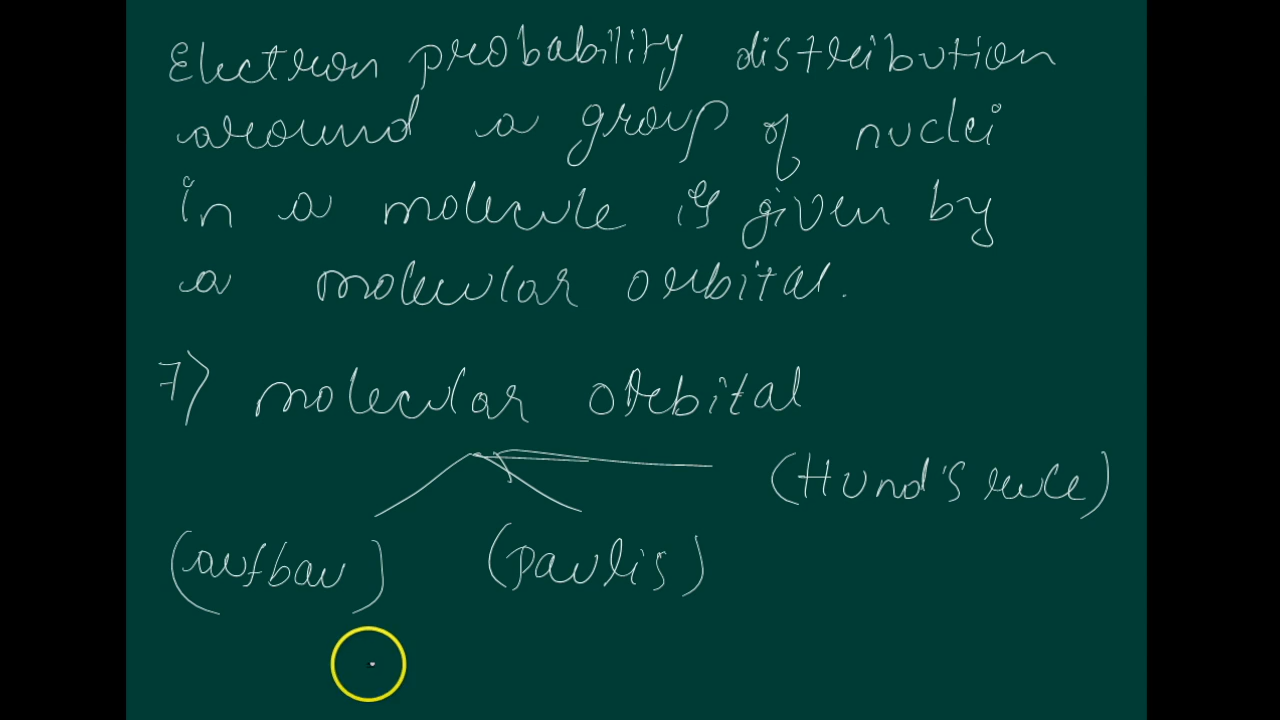 Electron probability distribution
around a group of nuclei
in a molecule is given by
a molecular orbital.
7) molecular orbital
(Hund's rule)
(aufbau) (paulis)